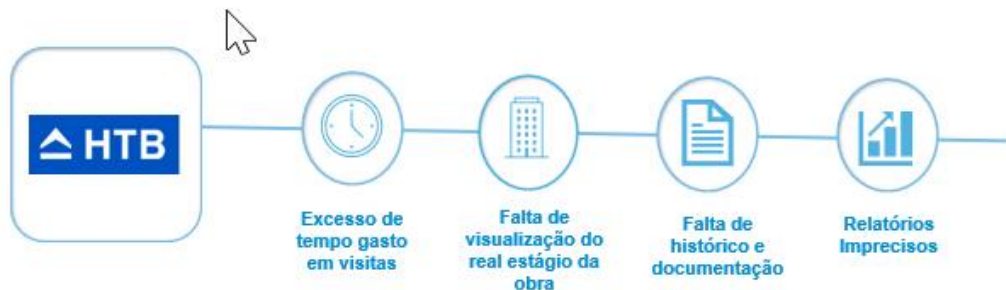 HTB
Excesso de
tempo gasto
em visitas
Falta de
visualização do
real estágio da
obra
Falta de
histórico e
documentação
Relatórios
Imprecisos